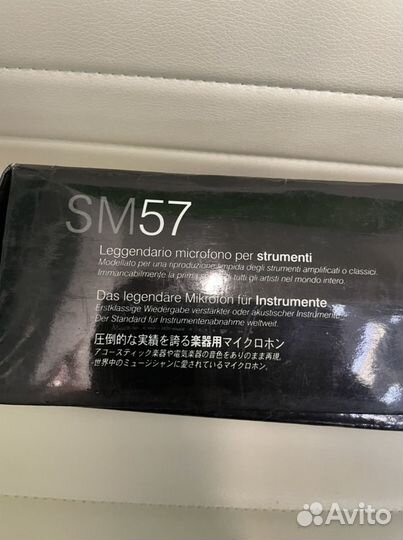 SM57
Leggendario microfono per strumenti
Modellato per una riproduzione limpida degli strumenti amplificati o classici.
Immancabilmente la prima tutti gli artisti nel mondo intero.
Das legendäre Mikrofon für Instrumente
Erstklassige Wiedergabe verstärkter oder akustischer Instrumente.
Der Standard für Instrumentenabnahme weltweit.
圧倒的な実績を誇る楽器用マイクロホン
アコースティック楽器や電気楽器の音色をありのまま再現。
世界中のミュージシャンに愛されているマイクロホン。
Avito